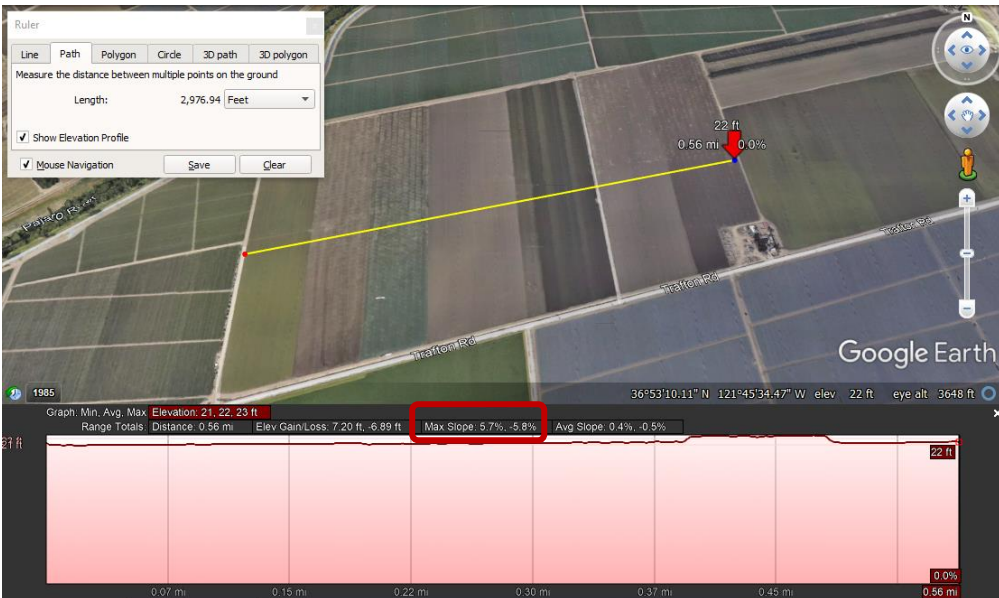 Ruler
Line Path Polygon Circle 3D path 3D polygon
Measure the distance between multiple points on the ground
Length: 2,976.94 Feet
Show Elevation Profile
Mouse Navigation Save Clear
N
22 ft
0.56 mi 0.0%
Pajaro River
Trafton Rd
Trafton Rd
Trafton Rd
Google Earth
1985
36°53'10.11" N 121°45'34.47" W elev 22 ft eye alt 3648 ft
Graph: Min, Avg, Max Elevation: 21, 22, 23 ft
Range Totals Distance: 0.56 mi Elev Gain/Loss: 7.20 ft, -6.89 ft Max Slope: 5.7%, -5.8% Avg Slope: 0.4%, -0.5%
22 ft
0.0%
0.07 mi 0.15 mi 0.22 mi 0.30 mi 0.37 mi 0.45 mi 0.56 mi